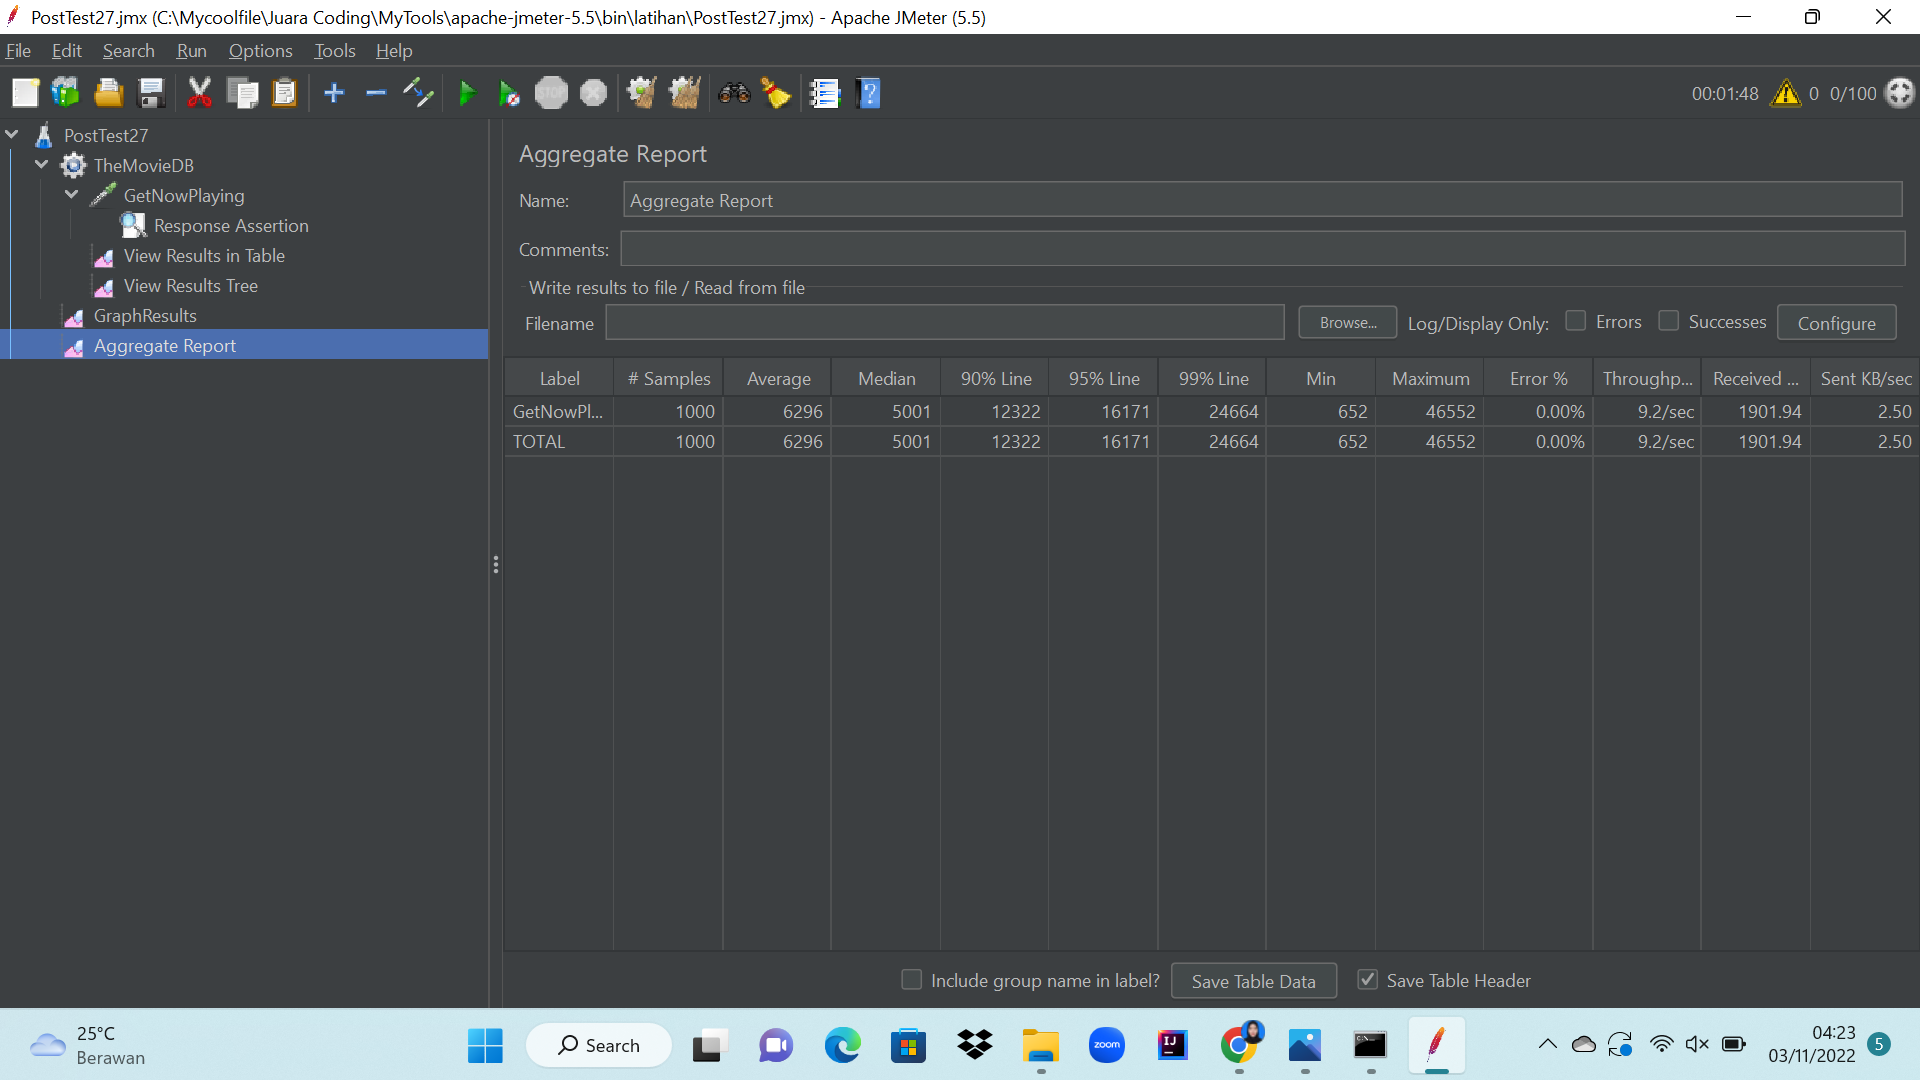 PostTest27.jmx (C:\Mycoolfile\Juara Coding\MyTools\apache-jmeter-5.5\bin\latihan\PostTest27.jmx) - Apache JMeter (5.5)
File Edit Search Run Options Tools Help
STOP
00:01:48 0 0/100
PostTest27
TheMovieDB
GetNowPlaying
Response Assertion
View Results in Table
View Results Tree
GraphResults
Aggregate Report
Aggregate Report
Name: Aggregate Report
Comments:
Write results to file / Read from file
Filename Browse... Log/Display Only: Errors Successes Configure
Label # Samples Average Median 90% Line 95% Line 99% Line Min Maximum Error % Throughp... Received ... Sent KB/sec
GetNowPl... 1000 6296 5001 12322 16171 24664 652 46552 0.00% 9.2/sec 1901.94 2.50
TOTAL 1000 6296 5001 12322 16171 24664 652 46552 0.00% 9.2/sec 1901.94 2.50
Include group name in label? Save Table Data Save Table Header
25°C
Berawan
Search
zoom
IJ
04:23
03/11/2022
5